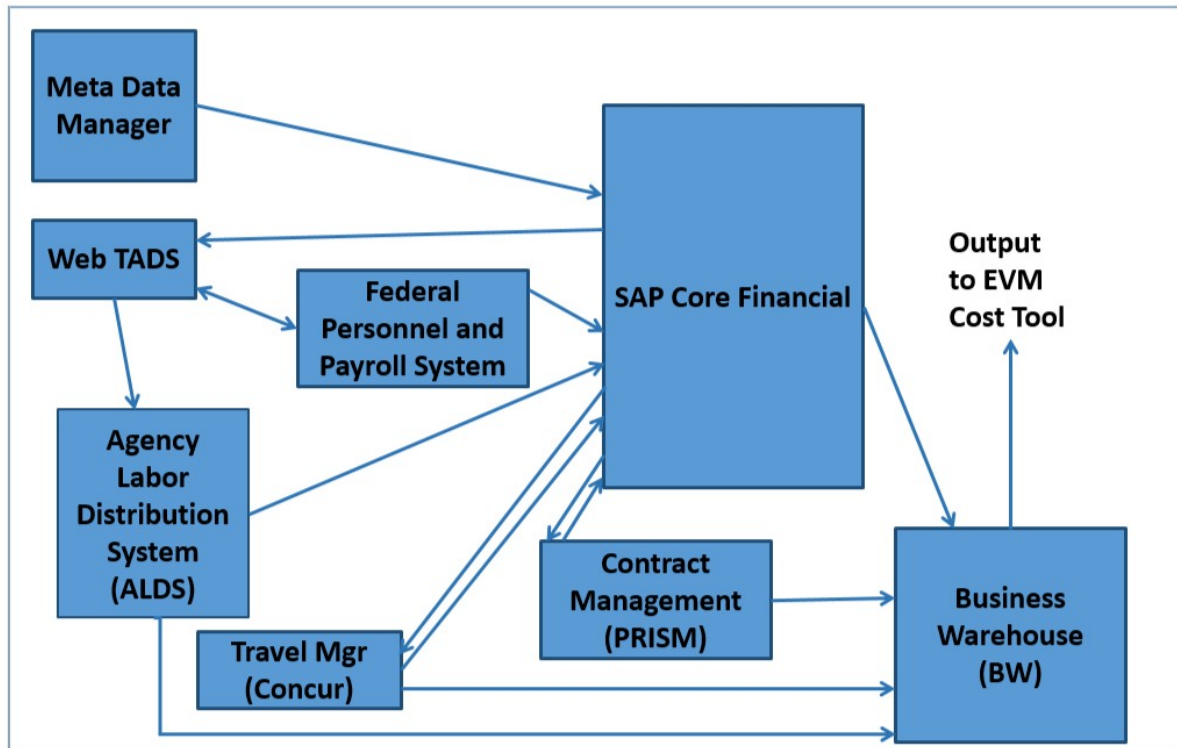 Meta Data
Manager
Web TADS
Federal
Personnel and
Payroll System
SAP Core Financial
Output
to EVM
Cost Tool
Agency
Labor
Distribution
System
(ALDS)
Travel Mgr
(Concur)
Contract
Management
(PRISM)
Business
Warehouse
(BW)